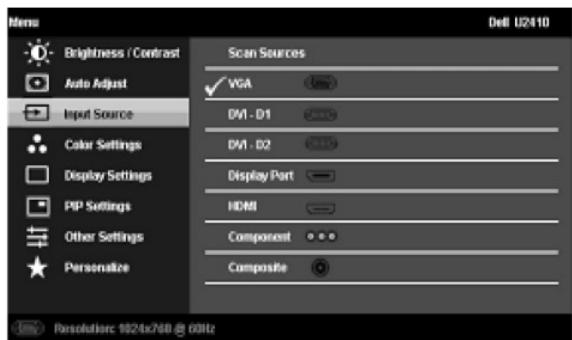 Menu
Dell U2410
Brightness / Contrast
Auto Adjust
Input Source
Color Settings
Display Settings
PIP Settings
Other Settings
Personalize
Scan Sources
VGA
DVI - D1
DVI - D2
Display Port
HDMI
Component
Composite
Resolution: 1024x768 @ 60Hz